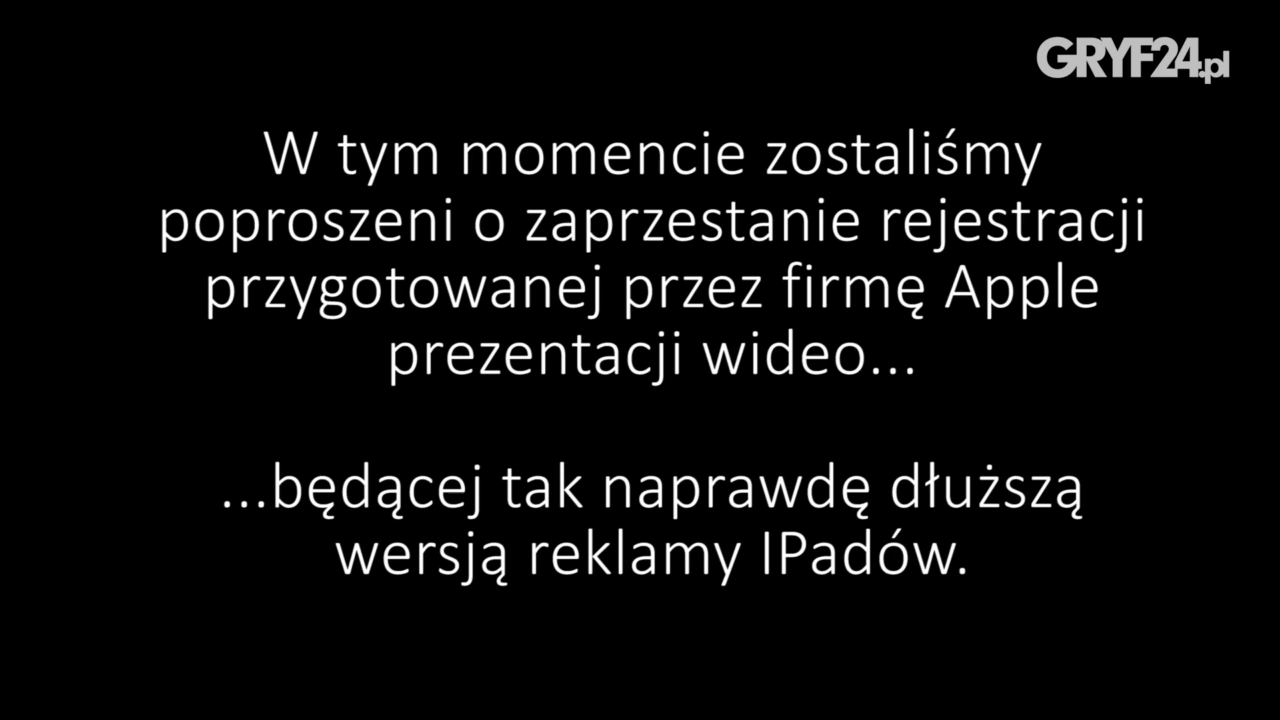 GRYF24.pl
W tym momencie zostaliśmy
poproszeni o zaprzestanie rejestracji
przygotowanej przez firmę Apple
prezentacji wideo...
...będącej tak naprawdę dłuższą
wersją reklamy IPadów.